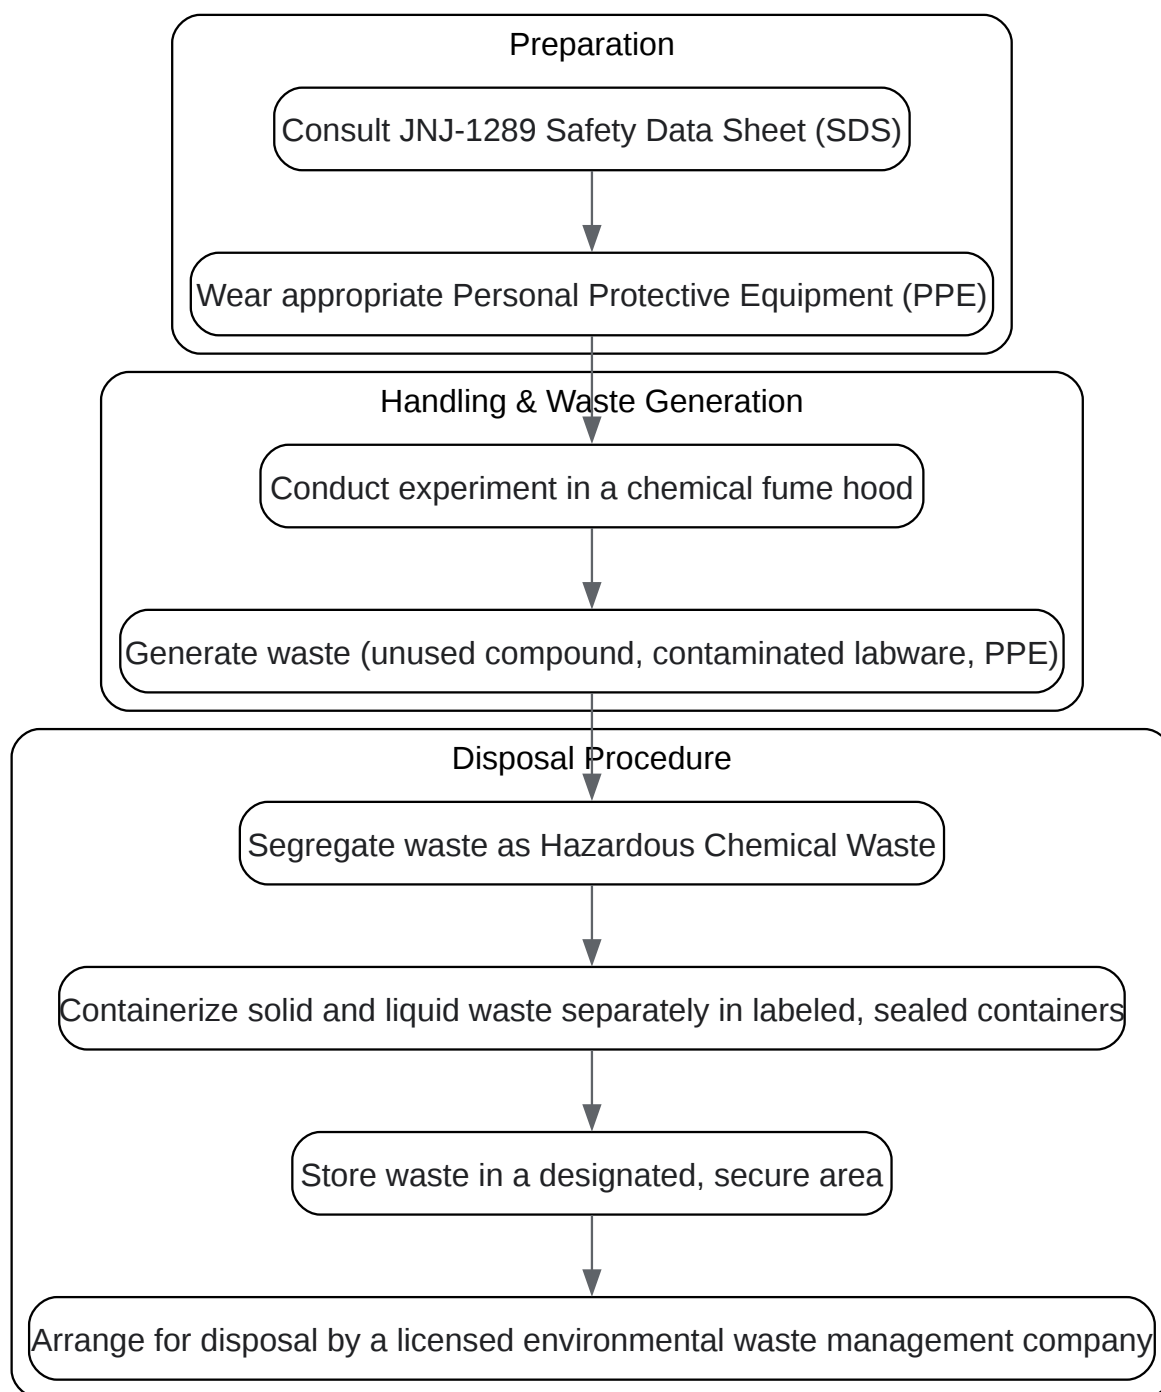 Preparation
Consult JNJ-1289 Safety Data Sheet (SDS)
Wear appropriate Personal Protective Equipment (PPE)
Handling & Waste Generation
Conduct experiment in a chemical fume hood
Generate waste (unused compound, contaminated labware, PPE)
Disposal Procedure
Segregate waste as Hazardous Chemical Waste
Containerize solid and liquid waste separately in labeled, sealed containers
Store waste in a designated, secure area
Arrange for disposal by a licensed environmental waste management company